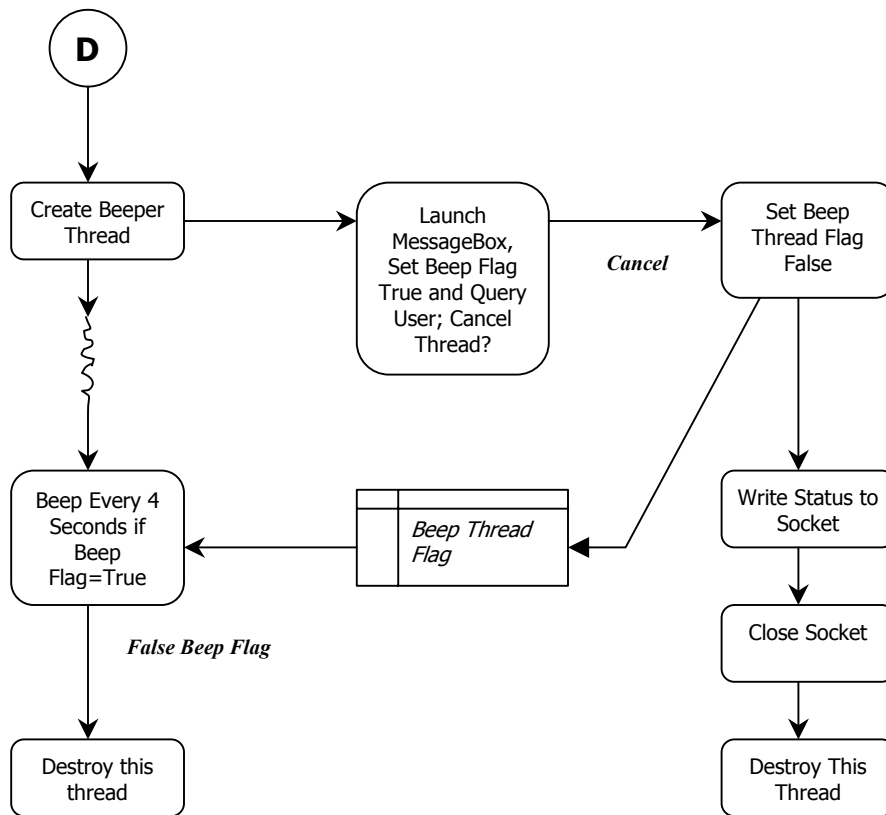 D
Create Beeper
Thread
Launch
MessageBox,
Set Beep Flag
True and Query
User; Cancel
Thread?
Cancel
Set Beep
Thread Flag
False
Beep Every 4
Seconds if
Beep
Flag=True
Beep Thread
Flag
Write Status to
Socket
Close Socket
False Beep Flag
Destroy this
thread
Destroy This
Thread